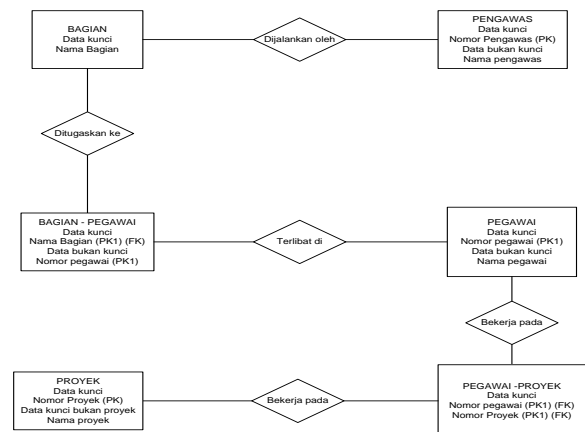 BAGIAN
Data kunci
Nama Bagian
Dijalankan oleh
PENGAWAS
Data kunci
Nomor Pengawas (PK)
Data bukan kunci
Nama pengawas
Ditugaskan ke
BAGIAN - PEGAWAI
Data kunci
Nama Bagian (PK1) (FK)
Data bukan kunci
Nomor pegawai (PK1)
Terlibat di
PEGAWAI
Data kunci
Nomor pegawai (PK1)
Data bukan kunci
Nama pegawai
Bekerja pada
PROYEK
Data kunci
Nomor Proyek (PK)
Data kunci bukan proyek
Nama proyek
Bekerja pada
PEGAWAI -PROYEK
Data kunci
Nomor pegawai (PK1) (FK)
Nomor Proyek (PK1) (FK)